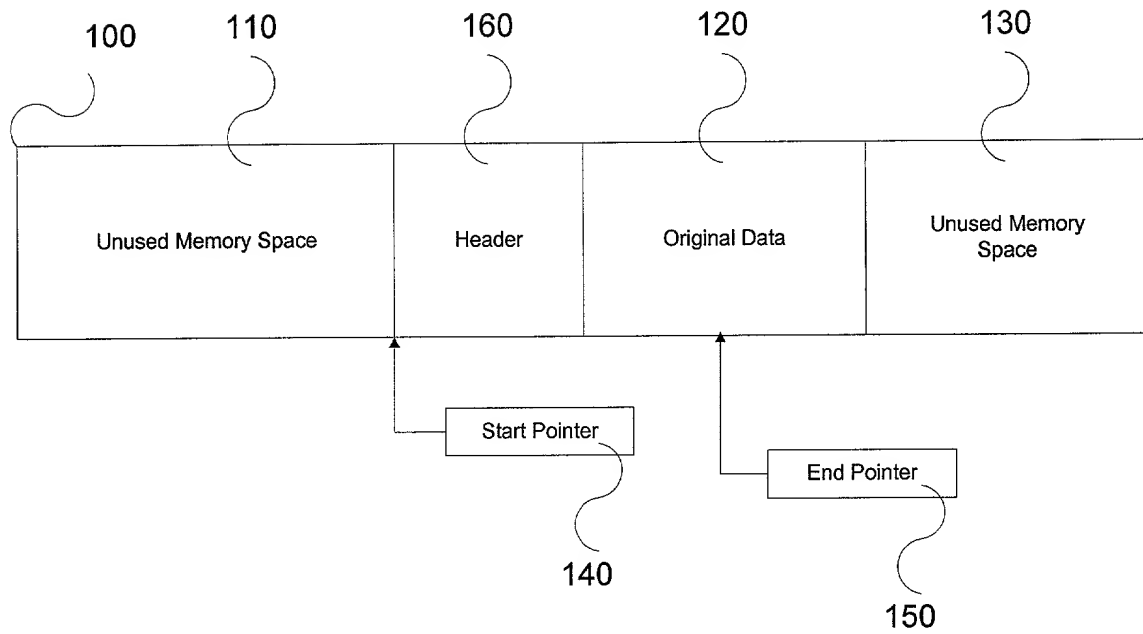 100
110
160
120
130
Unused Memory Space
Header
Original Data
Unused Memory
Space
Start Pointer
End Pointer
140
150